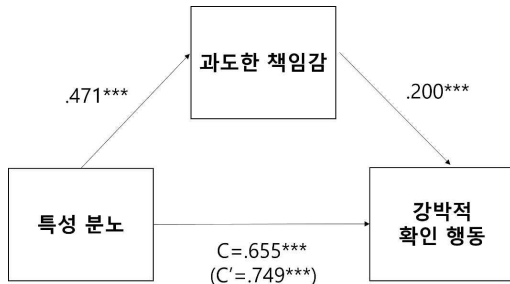 과도한 책임감
.471***
.200***
특성 분노
강박적
확인 행동
C=.655***
(C’=.749***)